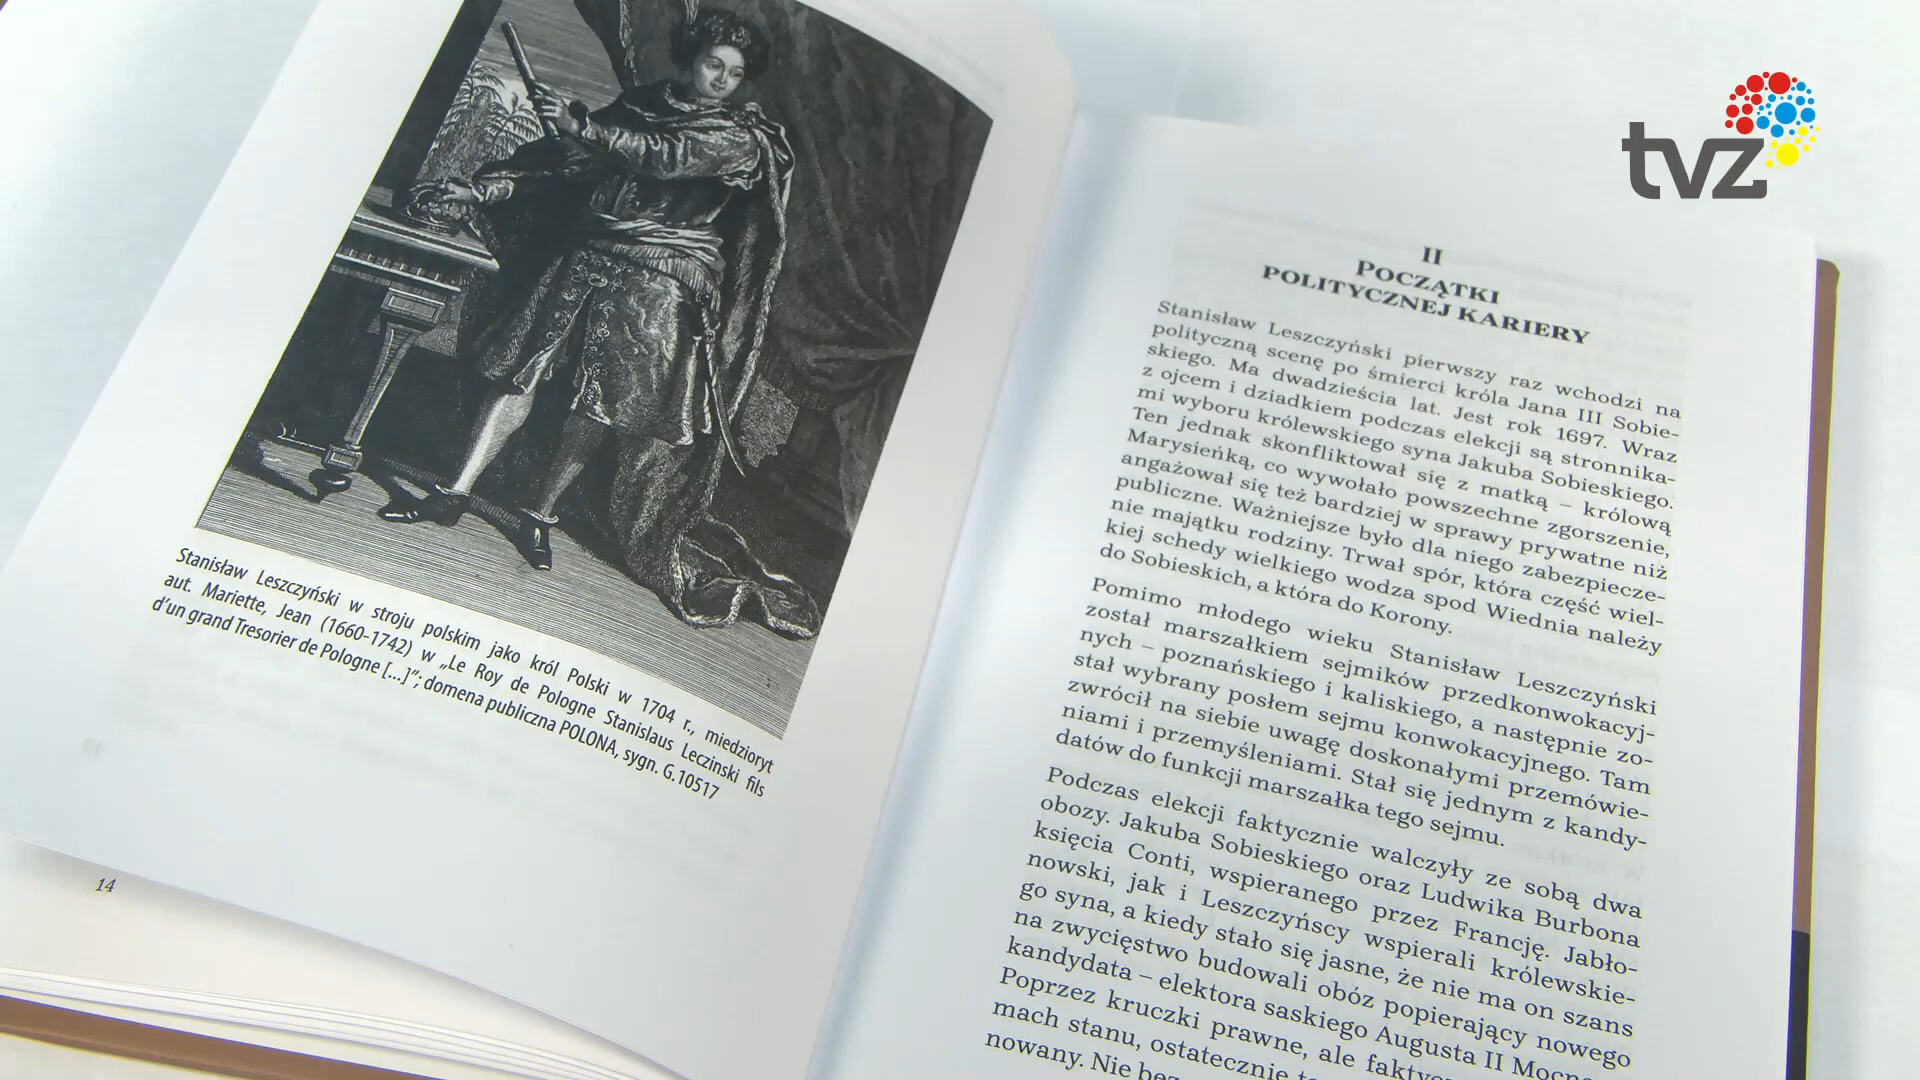 Stanisław Leszczyński w stroju polskim jako król Polski w 1704 r., miedzioryt
aut. Mariette, Jean (1660-1742) w „Le Roy de Pologne Stanislaus Leczinski fils
d'un grand Tresorier de Pologne [...]”; domena publiczna POLONA, sygn. G.10517
14
tvz
II
POCZĄTKI
POLITYCZNEJ KARIERY
Stanisław Leszczyński pierwszy raz wchodzi na
polityczną scenę po śmierci króla Jana III Sobie-
skiego. Ma dwadzieścia lat. Jest rok 1697. Wraz
z ojcem i dziadkiem podczas elekcji są stronnika-
mi wyboru królewskiego syna Jakuba Sobieskiego.
Ten jednak skonfliktował się z matką – królową
Marysieńką, co wywołało powszechne zgorszenie,
angażował się też bardziej w sprawy prywatne niż
publiczne. Ważniejsze było dla niego zabezpiecze-
nie majątku rodziny. Trwał spór, która część wiel-
kiej schedy wielkiego wodza spod Wiednia należy
do Sobieskich, a która do Korony.
Pomimo młodego wieku Stanisław Leszczyński
został marszałkiem sejmików przedkonwokacyj-
nych – poznańskiego i kaliskiego, a następnie zo-
stał wybrany posłem sejmu konwokacyjnego. Tam
zwrócił na siebie uwagę doskonałymi przemówie-
niami i przemyśleniami. Stał się jednym z kandy-
datów do funkcji marszałka tego sejmu.
Podczas elekcji faktycznie walczyły ze sobą dwa
obozy. Jakuba Sobieskiego oraz Ludwika Burbona
księcia Conti, wspieranego przez Francję. Jabło-
nowski, jak i Leszczyńscy wspierali królewskie-
go syna, a kiedy stało się jasne, że nie ma on szans
na zwycięstwo budowali obóz popierający nowego
kandydata – elektora saskiego Augusta II
Poprzez kruczki prawne, ale
mach stanu, ostatecznie
nowany. Nie